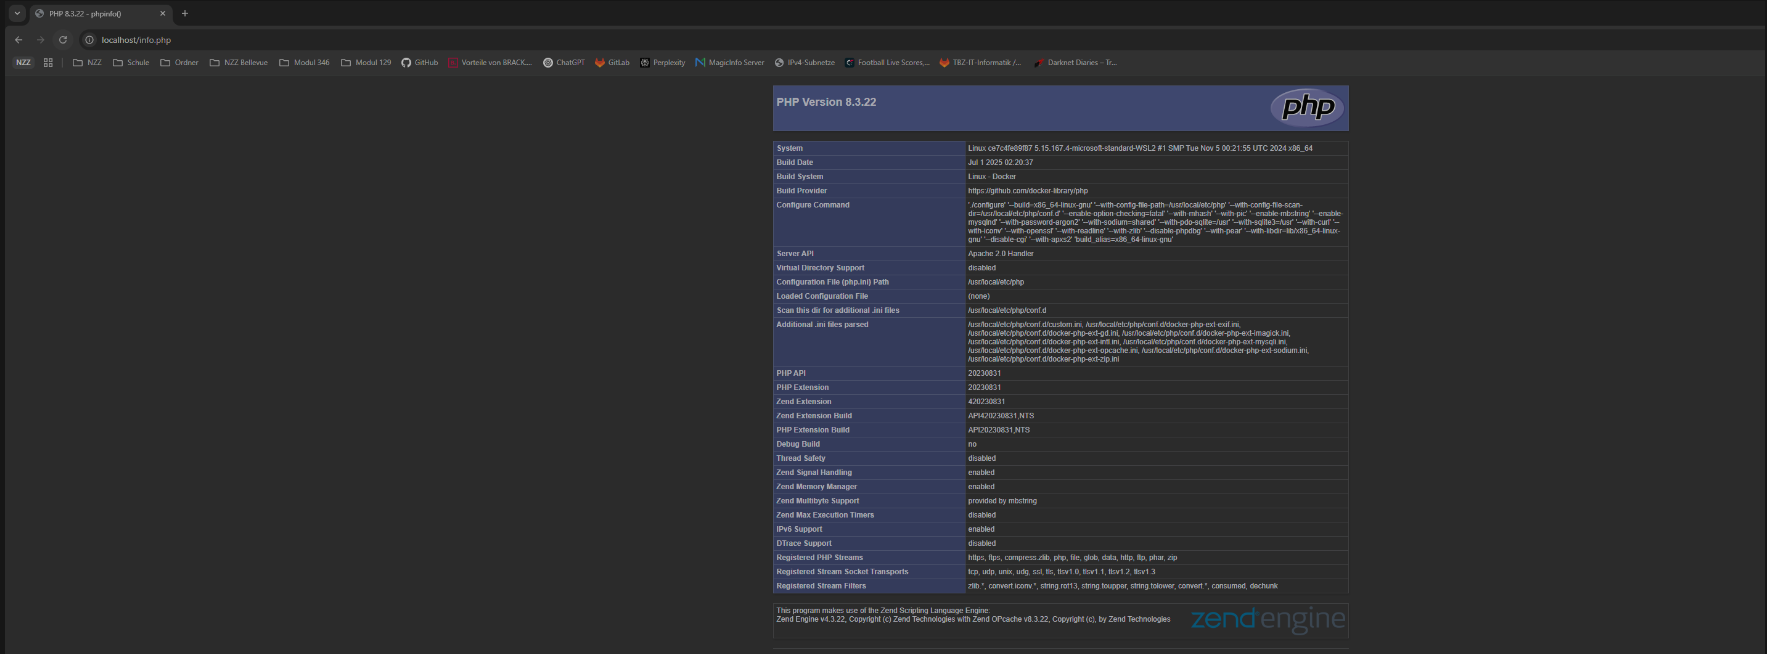 PHP 8.3.22 - phpinfo()
localhost/info.php
NZZ NZZ Schule Ordner NZZ Bellevue Modul 346 Modul 129 GitHub Vorteile von BRACK.... ChatGPT GitLab Perplexity MagicInfo Server IPv4-Subnetze Football Live Scores,... TBZ-IT-Informatik /... Darknet Diaries – Tr...
PHP Version 8.3.22
php
System Linux ce7c4fe89f87 5.15.167.4-microsoft-standard-WSL2 #1 SMP Tue Nov 5 00:21:55 UTC 2024 x86_64
Build Date Jul 1 2025 02:20:37
Build System Linux - Docker
Build Provider https://github.com/docker-library/php
Configure Command './configure' '--build=x86_64-linux-gnu' '--with-config-file-path=/usr/local/etc/php' '--with-config-file-scan-
dir=/usr/local/etc/php/conf.d' '--enable-option-checking=fatal' '--with-mhash' '--with-pic' '--enable-mbstring' '--enable-
mysqlnd' '--with-password-argon2' '--with-sodium=shared' '--with-pdo-sqlite=/usr' '--with-sqlite3=/usr' '--with-curl' '--
with-iconv' '--with-openssl' '--with-readline' '--with-zlib' '--disable-phpdbg' '--with-pear' '--with-libdir=lib/x86_64-linux-
gnu' '--disable-cgi' '--with-apxs2' 'build_alias=x86_64-linux-gnu'
Server API Apache 2.0 Handler
Virtual Directory Support disabled
Configuration File (php.ini) Path /usr/local/etc/php
Loaded Configuration File (none)
Scan this dir for additional .ini files /usr/local/etc/php/conf.d
Additional .ini files parsed /usr/local/etc/php/conf.d/custom.ini, /usr/local/etc/php/conf.d/docker-php-ext-exif.ini,
/usr/local/etc/php/conf.d/docker-php-ext-gd.ini, /usr/local/etc/php/conf.d/docker-php-ext-imagick.ini,
/usr/local/etc/php/conf.d/docker-php-ext-intl.ini, /usr/local/etc/php/conf.d/docker-php-ext-mysqli.ini,
/usr/local/etc/php/conf.d/docker-php-ext-opcache.ini, /usr/local/etc/php/conf.d/docker-php-ext-sodium.ini,
/usr/local/etc/php/conf.d/docker-php-ext-zip.ini
PHP API 20230831
PHP Extension 20230831
Zend Extension 420230831
Zend Extension Build API420230831,NTS
PHP Extension Build API20230831,NTS
Debug Build no
Thread Safety disabled
Zend Signal Handling enabled
Zend Memory Manager enabled
Zend Multibyte Support provided by mbstring
Zend Max Execution Timers disabled
IPv6 Support enabled
DTrace Support disabled
Registered PHP Streams https, ftps, compress.zlib, php, file, glob, data, http, ftp, phar, zip
Registered Stream Socket Transports tcp, udp, unix, udg, ssl, tls, tlsv1.0, tlsv1.1, tlsv1.2, tlsv1.3
Registered Stream Filters zlib.*, convert.iconv.*, string.rot13, string.toupper, string.tolower, convert.*, consumed, dechunk
This program makes use of the Zend Scripting Language Engine:
Zend Engine v4.3.22, Copyright (c) Zend Technologies with Zend OPcache v8.3.22, Copyright (c), by Zend Technologies
zend engine